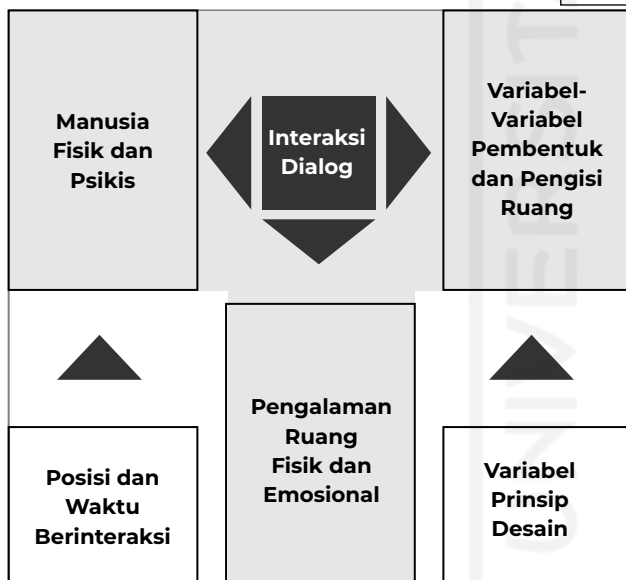 Manusia
Fisik dan
Psikis
Interaksi
Dialog
Variabel-
Variabel
Pembentuk
dan Pengisi
Ruang
Posisi dan
Waktu
Berinteraksi
Pengalaman
Ruang
Fisik dan
Emosional
Variabel
Prinsip
Desain
UNIVERSIT